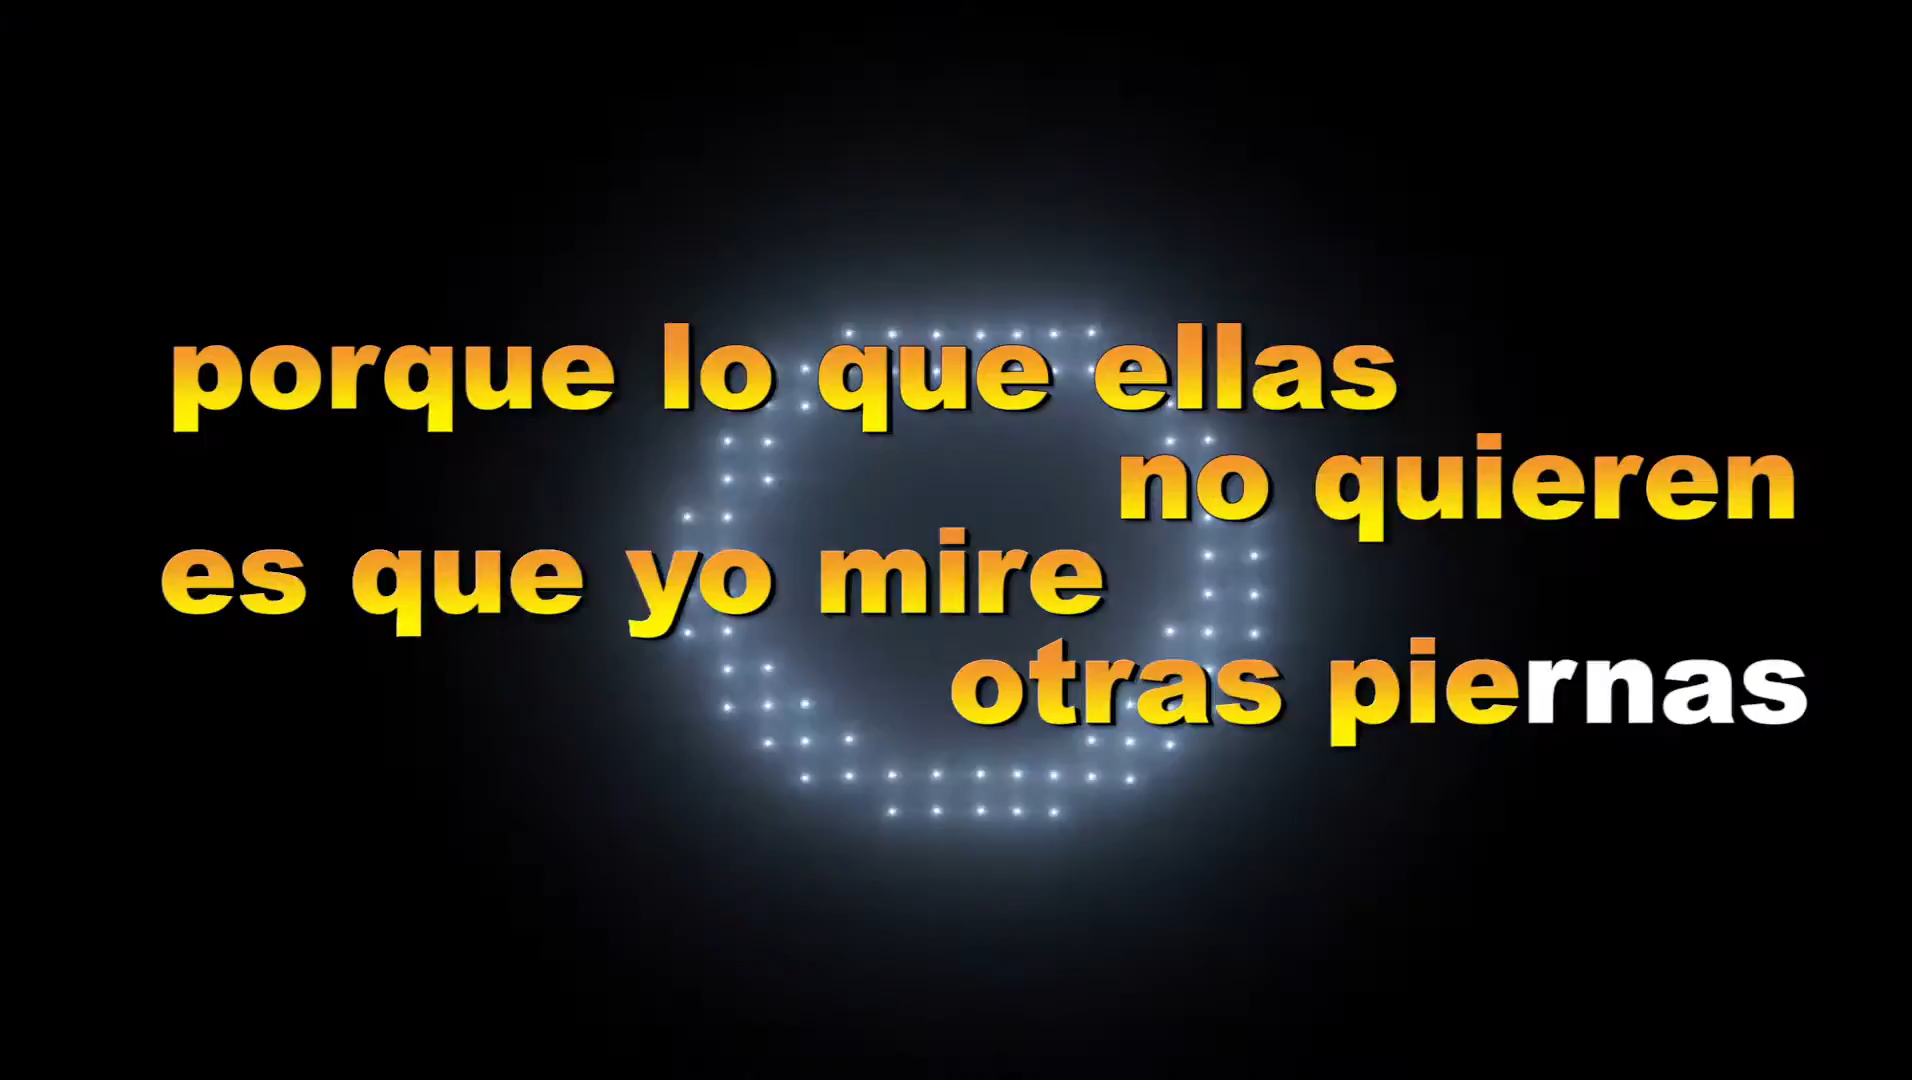 porque lo que ellas
no quieren
es que yo mire
otras piernas